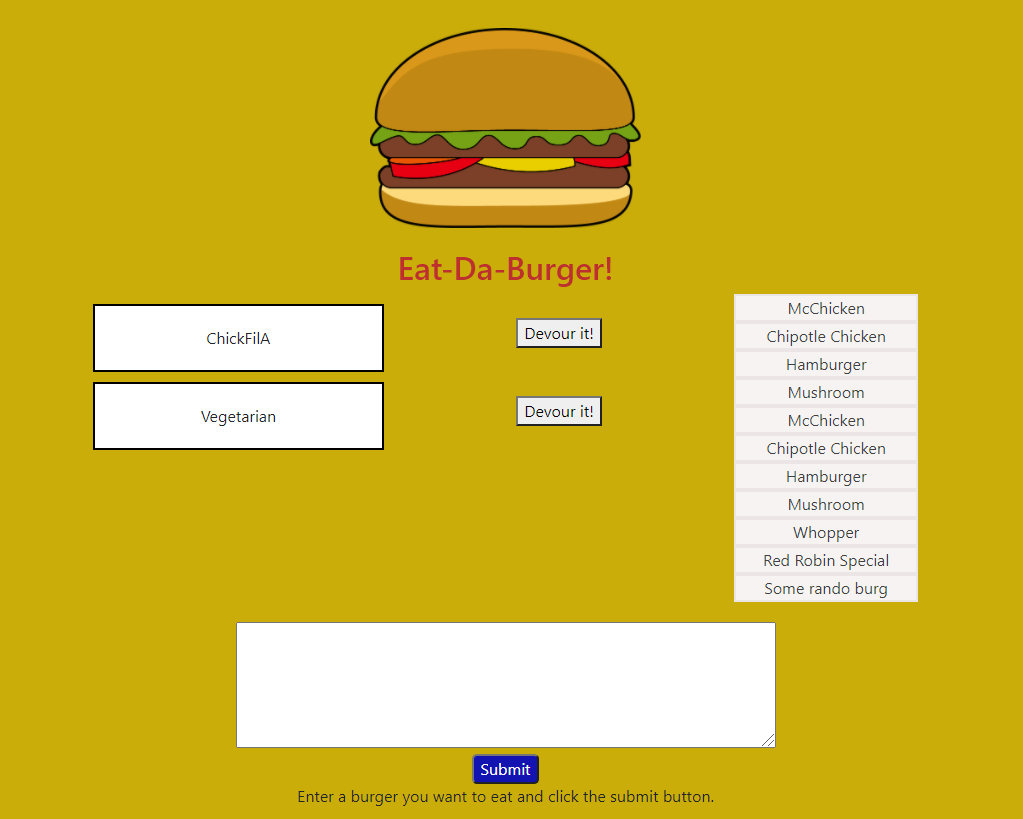 Eat-Da-Burger!
ChickFilA
Devour it!
Vegetarian
Devour it!
McChicken
Chipotle Chicken
Hamburger
Mushroom
McChicken
Chipotle Chicken
Hamburger
Mushroom
Whopper
Red Robin Special
Some rando burg
Submit
Enter a burger you want to eat and click the submit button.